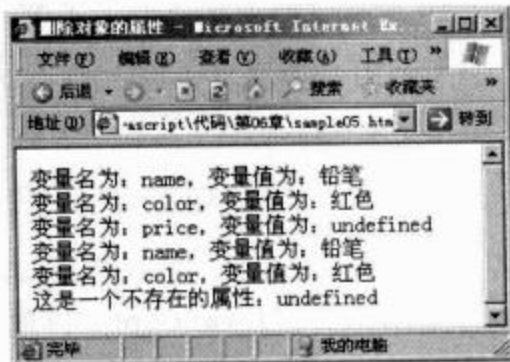 删除对象的属性 - Microsoft Internet Ex...
文件(F) 编辑(E) 查看(V) 收藏(A) 工具(T) »
后退 搜索 收藏夹 »
地址(D) ascript\代码\第06章\sample05.htm 转到
变量名为：name，变量值为：铅笔
变量名为：color，变量值为：红色
变量名为：price，变量值为：undefined
变量名为：name，变量值为：铅笔
变量名为：color，变量值为：红色
这是一个不存在的属性：undefined
完毕 我的电脑